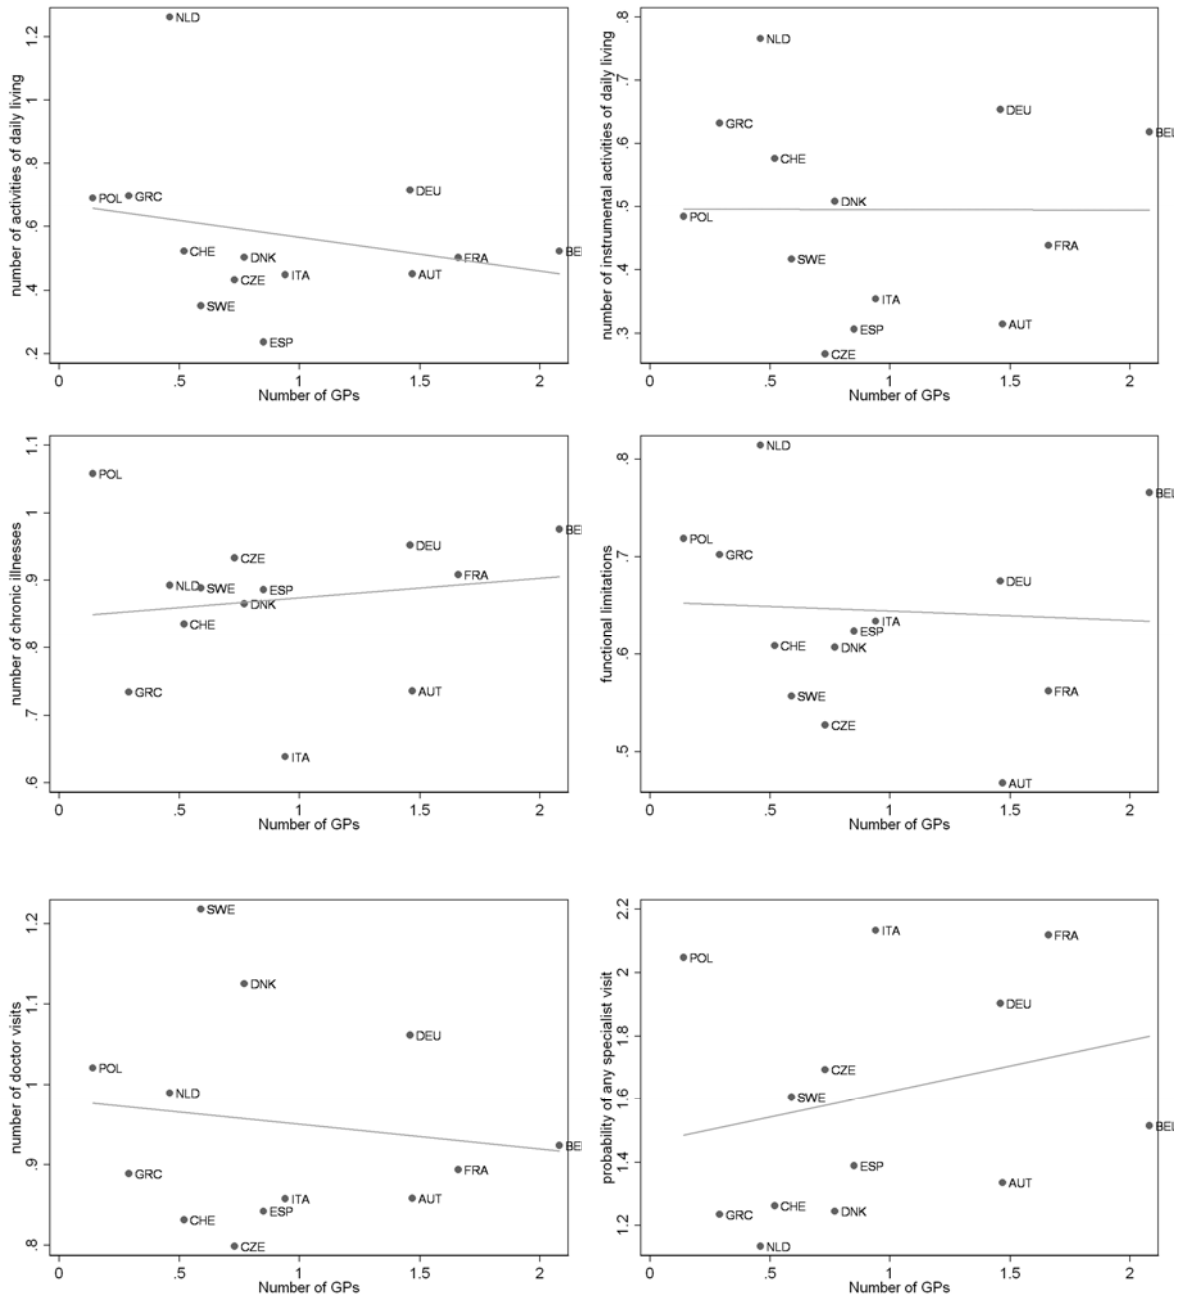 number of activities of daily living
1.2
1
.8
.6
.4
.2
NLD
POL
GRC
DEU
CHE
DNK
FRA
BEL
CZE
ITA
AUT
SWE
ESP
0 .5 1 1.5 2
Number of GPs
number of instrumental activities of daily living
.8
.7
.6
.5
.4
.3
NLD
DEU
GRC
BEL
CHE
DNK
POL
FRA
SWE
ITA
AUT
ESP
CZE
0 .5 1 1.5 2
Number of GPs
number of chronic illnesses
1.1
1
.9
.8
.7
.6
POL
BEL
DEU
CZE
FRA
NLD
SWE
ESP
DNK
CHE
GRC
AUT
ITA
0 .5 1 1.5 2
Number of GPs
functional limitations
.8
.7
.6
.5
NLD
BEL
POL
GRC
DEU
ITA
ESP
CHE
DNK
SWE
FRA
CZE
AUT
0 .5 1 1.5 2
Number of GPs
number of doctor visits
1.2
1.1
1
.9
.8
SWE
DNK
DEU
POL
NLD
BEL
GRC
FRA
ITA
AUT
ESP
CHE
CZE
0 .5 1 1.5 2
Number of GPs
probability of any specialist visit
2.2
2
1.8
1.6
1.4
1.2
ITA
FRA
POL
DEU
CZE
SWE
BEL
ESP
AUT
CHE
GRC
DNK
NLD
0 .5 1 1.5 2
Number of GPs